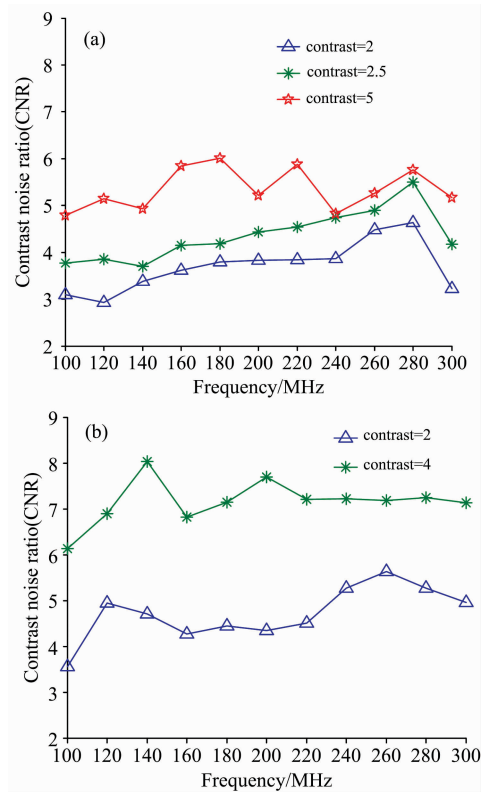 (a)
contrast=2
contrast=2.5
contrast=5
Contrast noise ratio(CNR)
9
8
7
6
5
4
3
2
100 120 140 160 180 200 220 240 260 280 300
Frequency/MHz
(b)
contrast=2
contrast=4
Contrast noise ratio(CNR)
9
8
7
6
5
4
3
2
100 120 140 160 180 200 220 240 260 280 300
Frequency/MHz